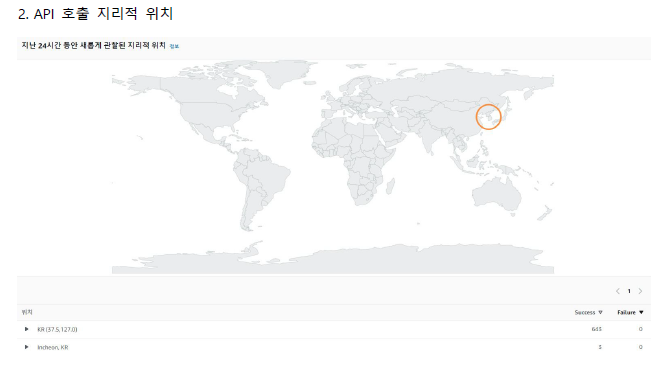 2. API 호출 지리적 위치
지난 24시간 동안 새롭게 관찰된 지리적 위치 정보
1
위치 Success Failure
KR (37.5,127.0) 0
Incheon, KR 0